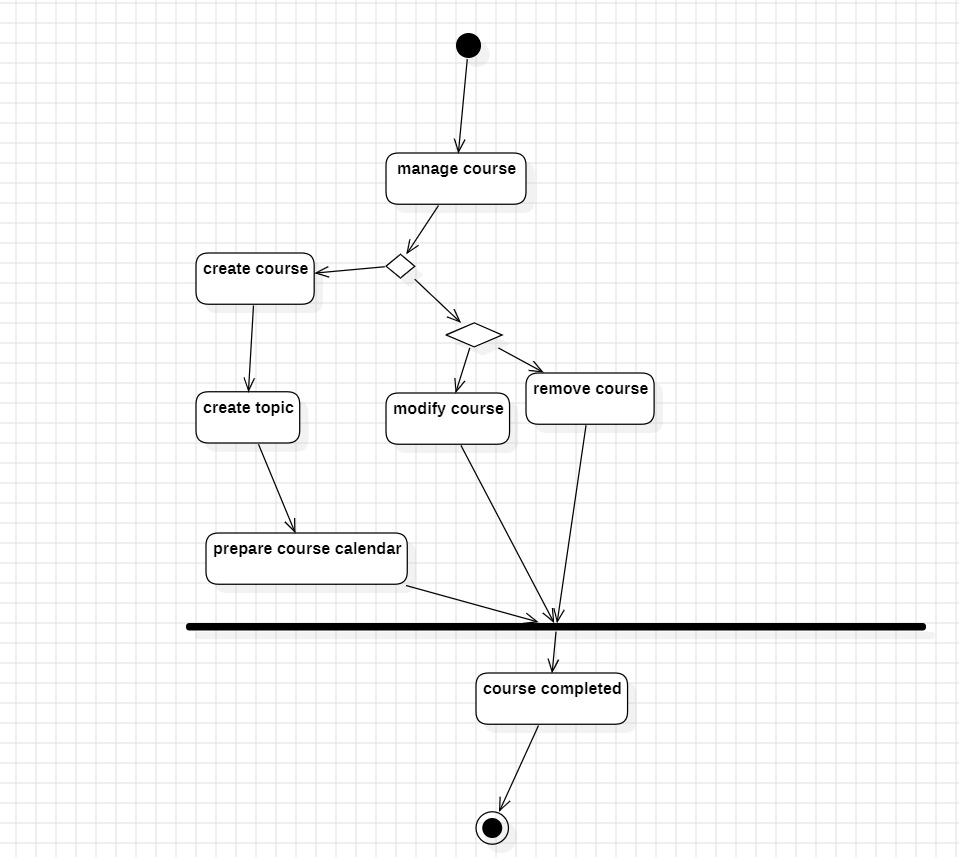 manage course
create course
create topic
modify course
remove course
prepare course calendar
course completed